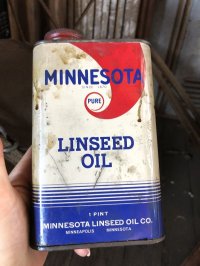 MINNESOTA
PURE
LINSEED
OIL
1 PINT
MINNESOTA LINSEED OIL CO.
MINNEAPOLIS MINNESOTA